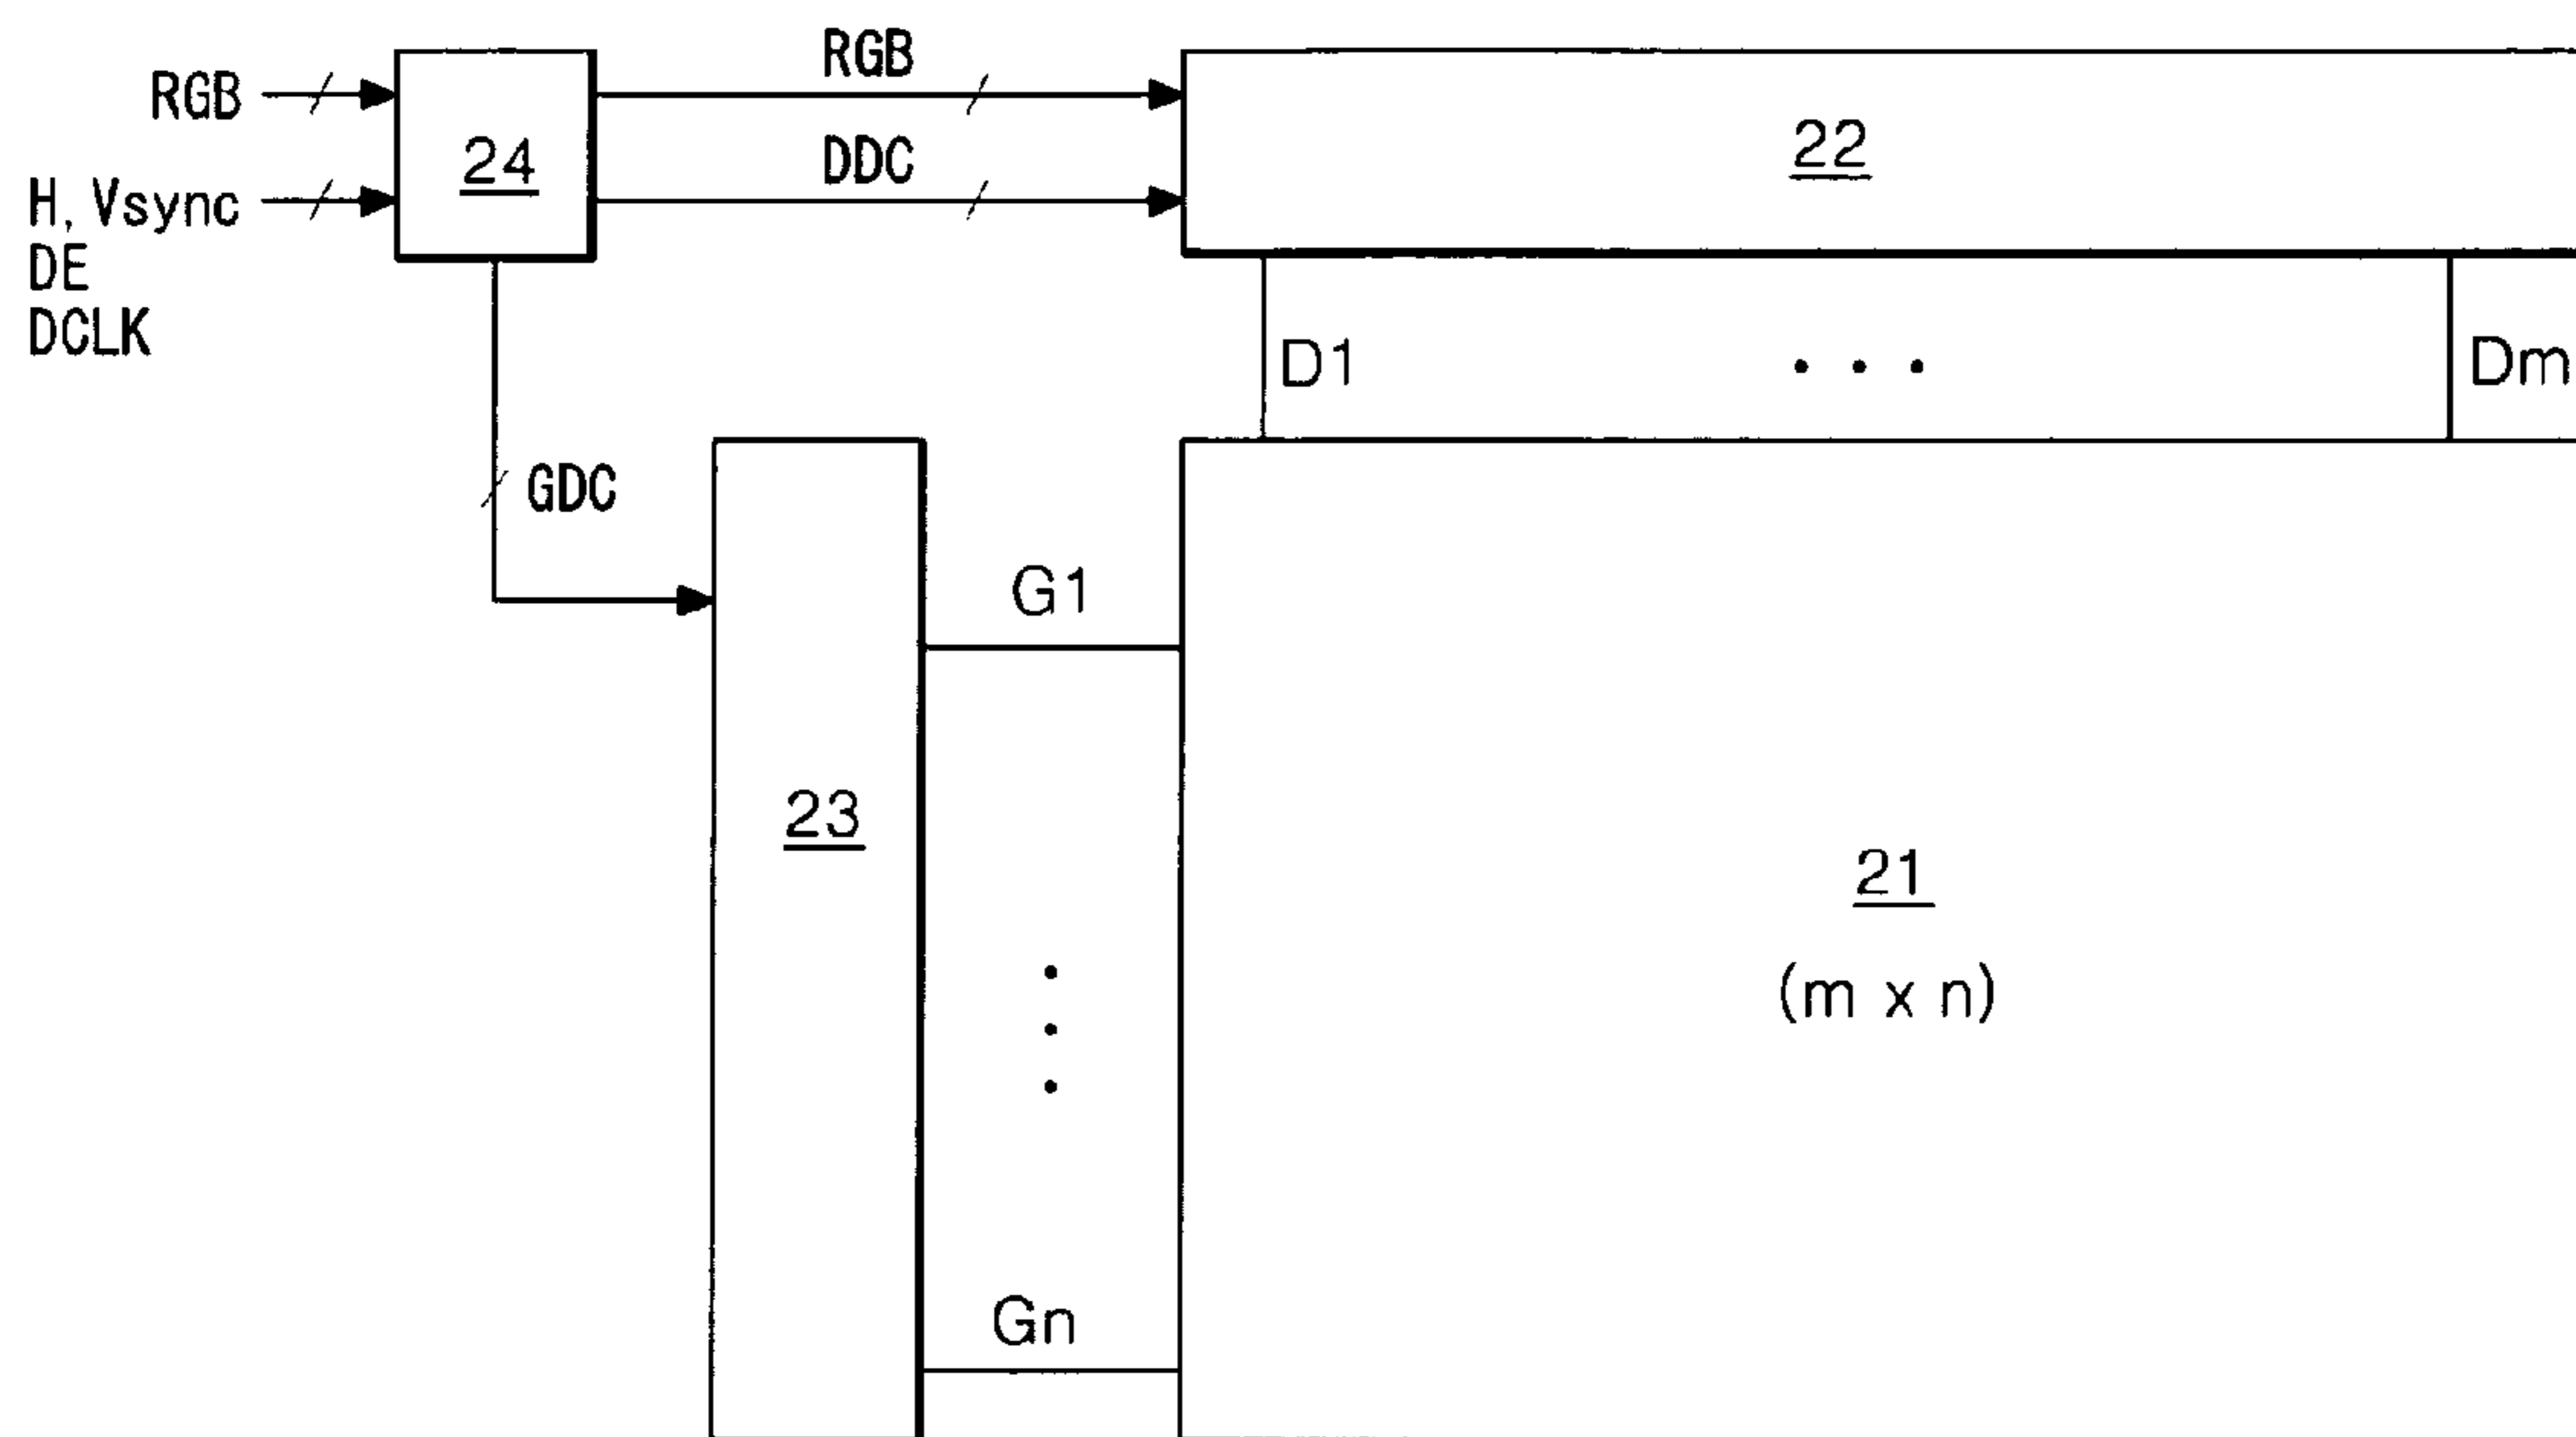 RGB
RGB
24
22
DDC
H, Vsync
DE
DCLK
D1
Dm
GDC
G1
23
21
(m x n)
Gn